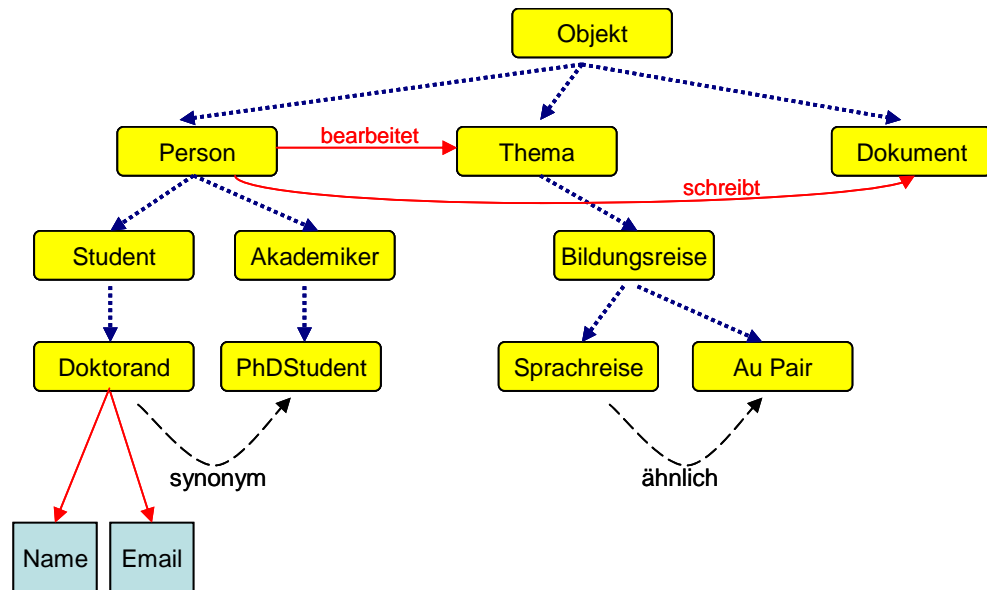 Objekt
bearbeitet
Person
Thema
Dokument
schreibt
Student
Akademiker
Bildungsreise
Doktorand
PhDStudent
Sprachreise
Au Pair
synonym
ähnlich
Name
Email